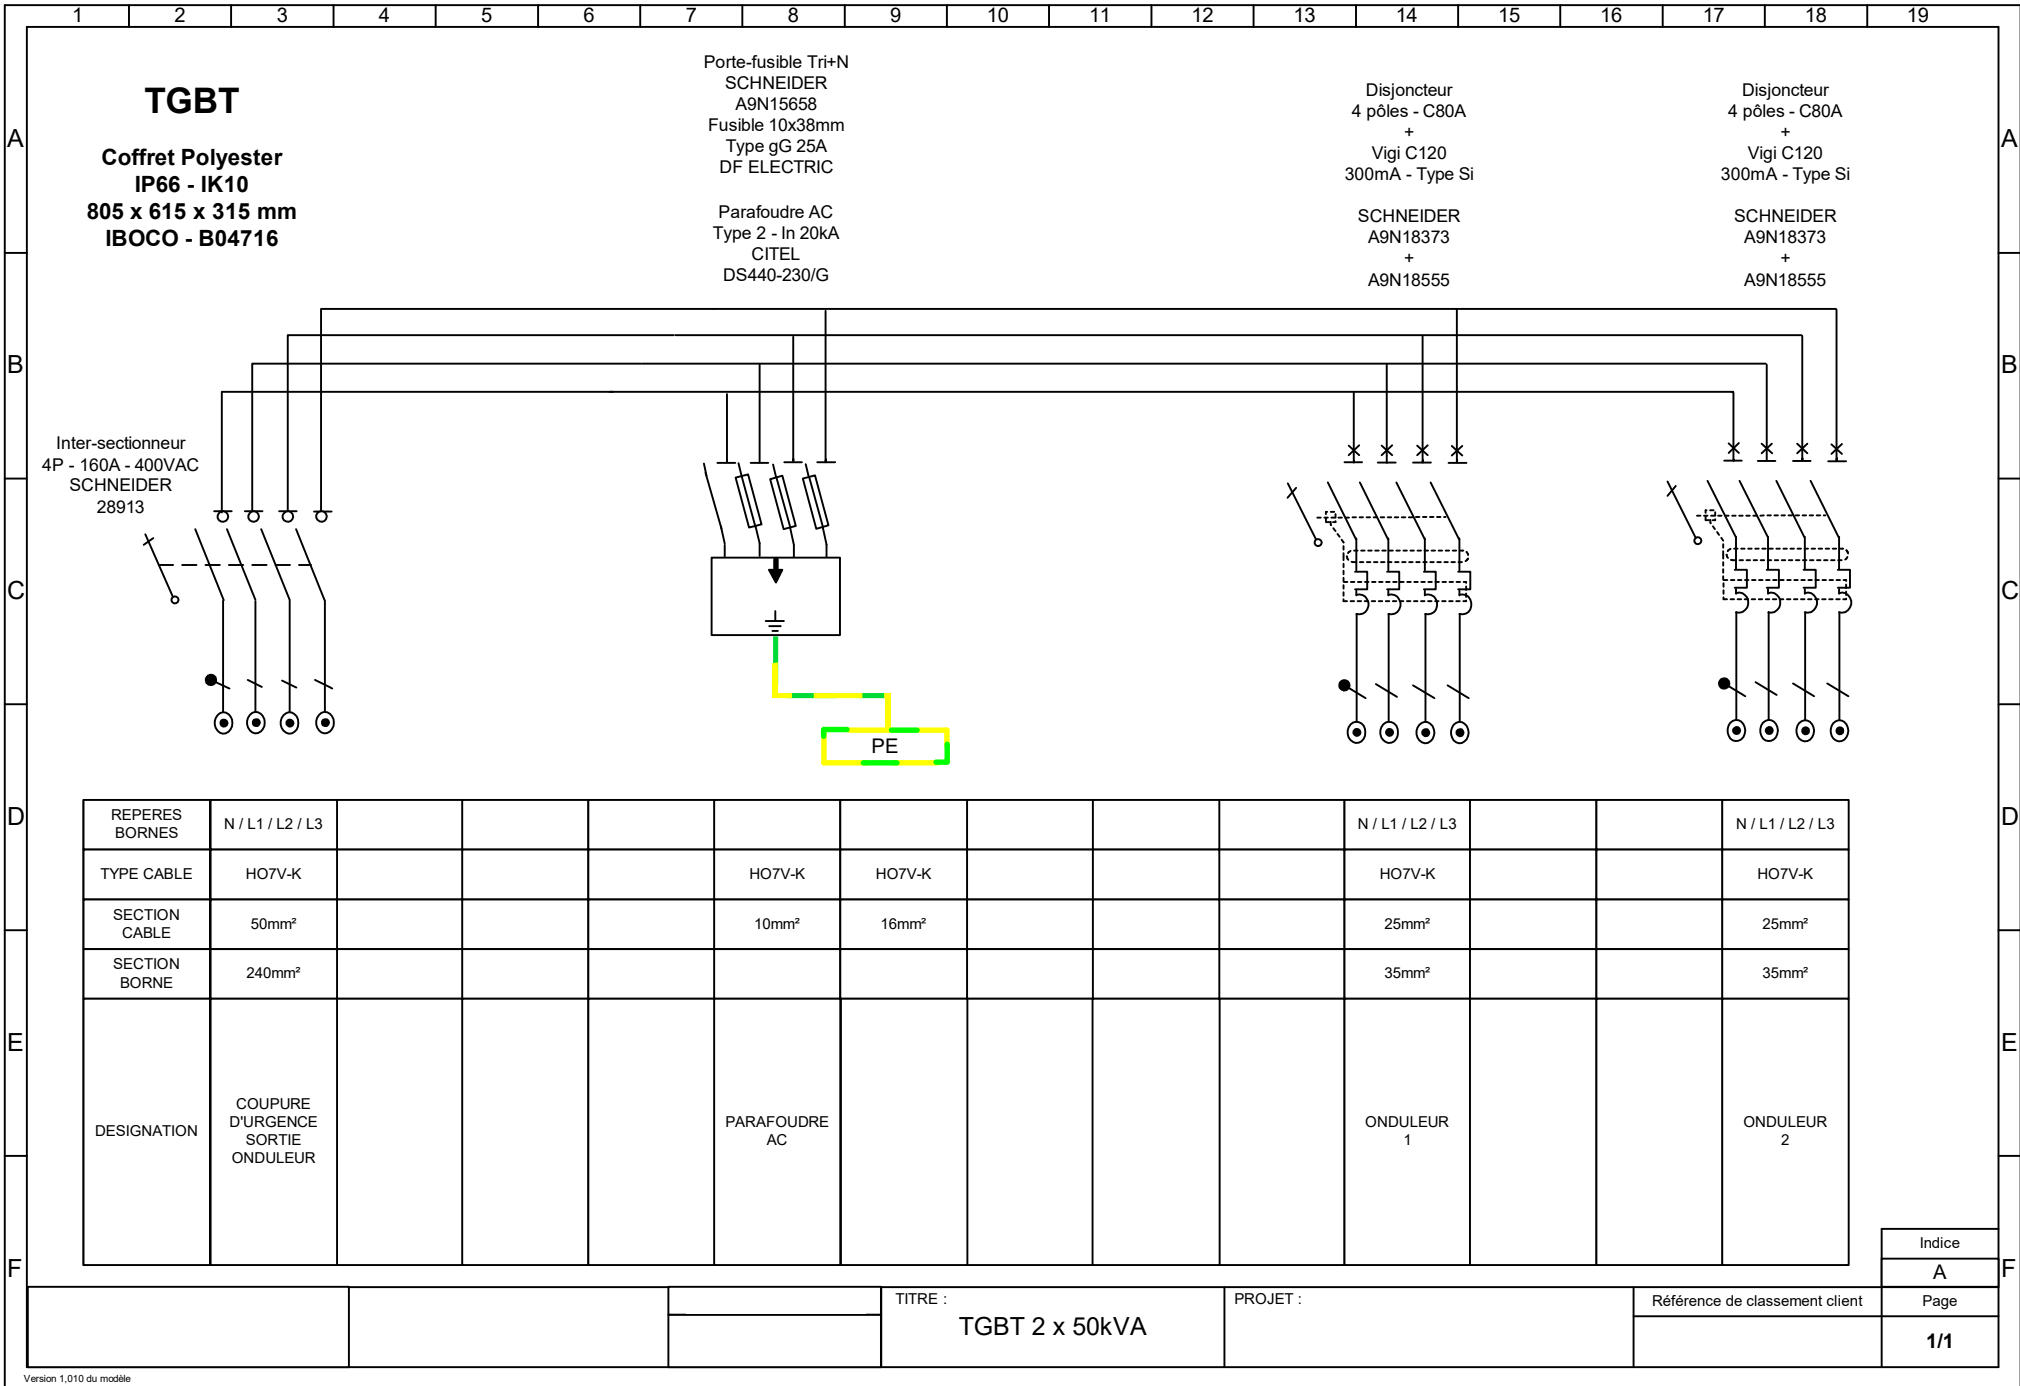 1 2 3 4 5 6 7 8 9 10 11 12 13 14 15 16 17 18 19
A
B
C
D
E
F
A
B
C
D
E
F
TGBT
Coffret Polyester
IP66 - IK10
805 x 615 x 315 mm
IBOCO - B04716
Porte-fusible Tri+N
SCHNEIDER
A9N15658
Fusible 10x38mm
Type gG 25A
DF ELECTRIC
Parafoudre AC
Type 2 - In 20kA
CITEL
DS440-230/G
Disjoncteur
4 pôles - C80A
+
Vigi C120
300mA - Type Si
SCHNEIDER
A9N18373
+
A9N18555
Disjoncteur
4 pôles - C80A
+
Vigi C120
300mA - Type Si
SCHNEIDER
A9N18373
+
A9N18555
Inter-sectionneur
4P - 160A - 400VAC
SCHNEIDER
28913
PE
REPERES
BORNES
N / L1 / L2 / L3
N / L1 / L2 / L3
N / L1 / L2 / L3
TYPE CABLE
HO7V-K
HO7V-K
HO7V-K
HO7V-K
HO7V-K
SECTION
CABLE
50mm²
10mm²
16mm²
25mm²
25mm²
SECTION
BORNE
240mm²
35mm²
35mm²
DESIGNATION
COUPURE
D'URGENCE
SORTIE
ONDULEUR
PARAFOUDRE
AC
ONDULEUR
1
ONDULEUR
2
Indice
A
TITRE :
TGBT 2 x 50kVA
PROJET :
Référence de classement client
Page
1/1
Version 1,010 du modèle